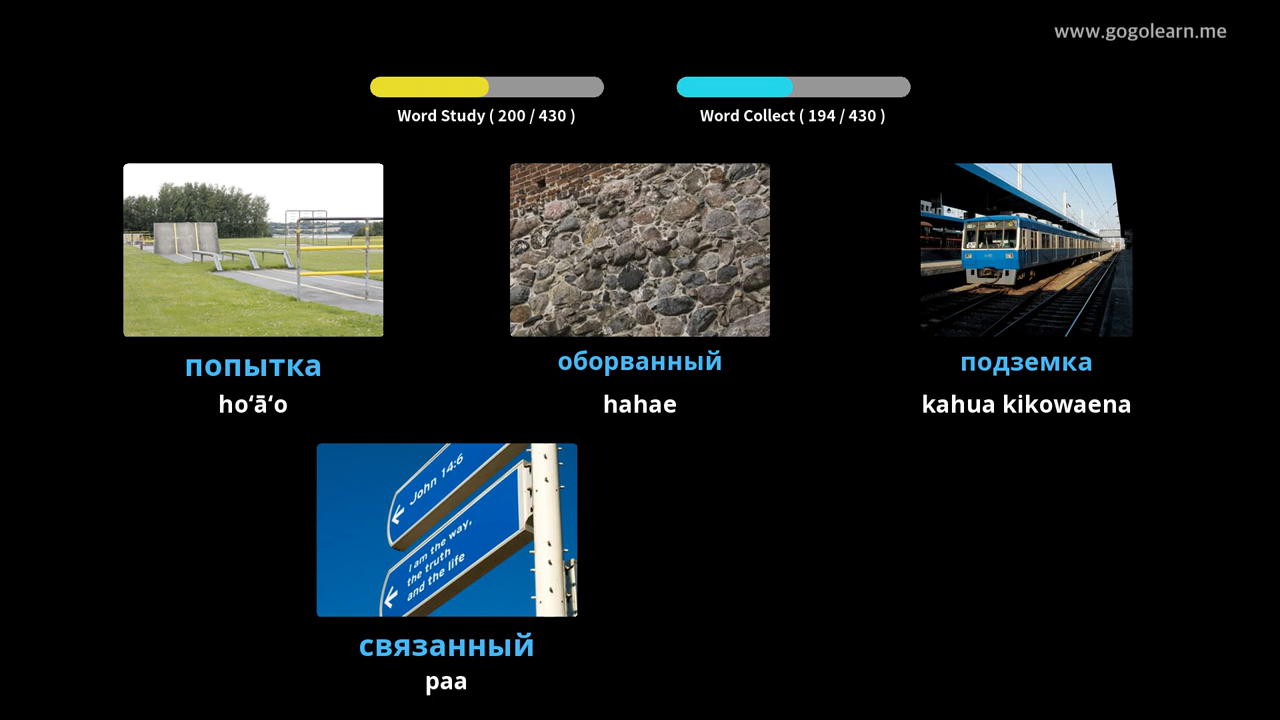 www.gogolearn.me
Word Study ( 200 / 430 )
Word Collect ( 194 / 430 )
попытка
hoʻāʻo
оборванный
hahae
подземка
kahua kikowaena
John 14:6
I am the way,
the truth
and the life
связанный
paa